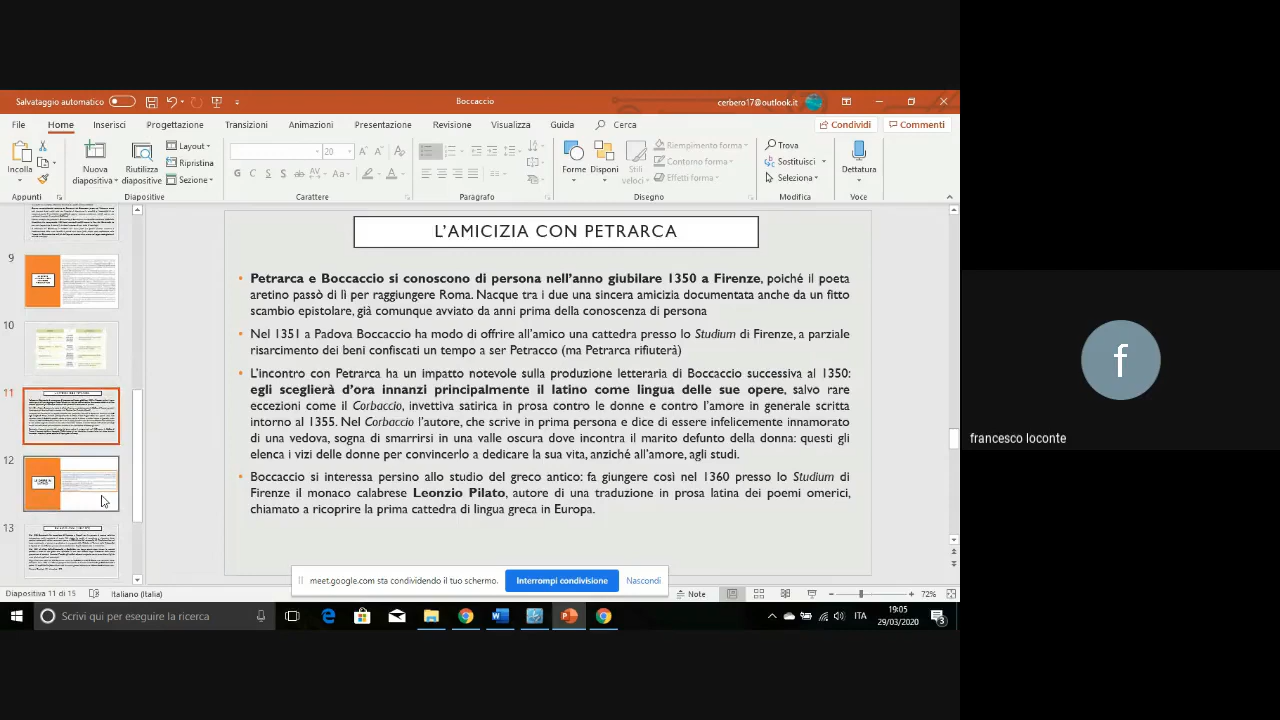 Salvataggio automatico
Boccaccio
cerbero17@outlook.it
File Home Inserisci Progettazione Transizioni Animazioni Presentazione Revisione Visualizza Guida Cerca
Condividi Commenti
Incolla
Nuova diapositiva
Riutilizza diapositive
Layout
Ripristina
Sezione
20
G C S
Forme
Disponi
Stili veloci
Riempimento forma
Contorno forma
Effetti forma
Trova
Sostituisci
Seleziona
Dettatura
Appunti Diapositive Carattere Paragrafo Disegno Modifica Voce
9
10
11
12
13
L'AMICIZIA CON PETRARCA
• Petrarca e Boccaccio si conoscono di persona nell'anno giubilare 1350 a Firenze, poiché il poeta
aretino passò di lì per raggiungere Roma. Nacque tra i due una sincera amicizia documentata anche da un fitto
scambio epistolare, già comunque avviato da anni prima della conoscenza di persona
• Nel 1351 a Padova Boccaccio ha modo di offrire all'amico una cattedra presso lo Studium di Firenze, a parziale
risarcimento dei beni confiscati un tempo a ser Petracco (ma Petrarca rifiuterà)
• L'incontro con Petrarca ha un impatto notevole sulla produzione letteraria di Boccaccio successiva al 1350:
egli sceglierà d'ora innanzi principalmente il latino come lingua delle sue opere, salvo rare
eccezioni come il Corbaccio, invettiva satirica in prosa contro le donne e contro l'amore in generale scritta
intorno al 1355. Nel Corbaccio l'autore, che scrive in prima persona e dice di essere infelicemente innamorato
di una vedova, sogna di smarrirsi in una valle oscura dove incontra il marito defunto della donna: questi gli
elenca i vizi delle donne per convincerlo a dedicare la sua vita, anziché all'amore, agli studi.
• Boccaccio si interessa persino allo studio del greco antico: fa giungere così nel 1360 presso lo Studium di
Firenze il monaco calabrese Leonzio Pilato, autore di una traduzione in prosa latina dei poemi omerici,
chiamato a ricoprire la prima cattedra di lingua greca in Europa.
meet.google.com sta condividendo il tuo schermo.
Interrompi condivisione
Nascondi
Diapositiva 11 di 15
Italiano (Italia)
Note
72%
Scrivi qui per eseguire la ricerca
ITA
19:05
29/03/2020
3
f
francesco loconte